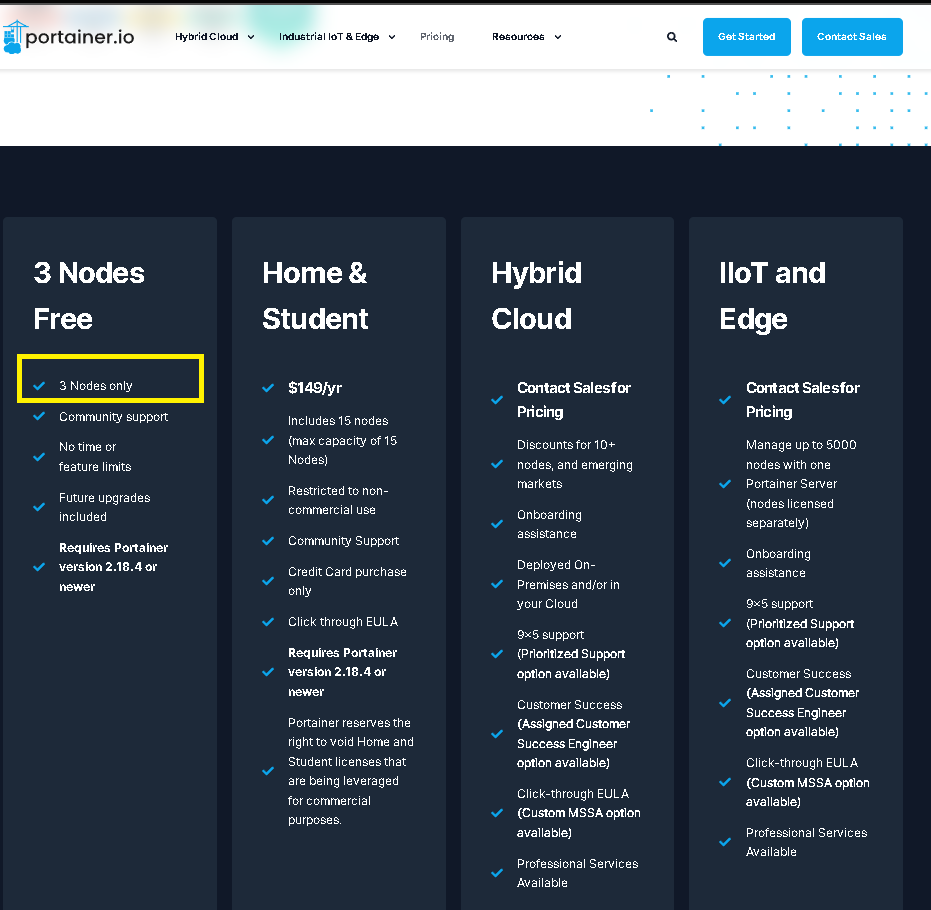 portainer.io
Hybrid Cloud
Industrial IoT & Edge
Pricing
Resources
Get Started
Contact Sales
3 Nodes
Free
3 Nodes only
Community support
No time or
feature limits
Future upgrades
included
Requires Portainer
version 2.18.4 or
newer
Home &
Student
$149/yr
Includes 15 nodes
(max capacity of 15
Nodes)
Restricted to non-
commercial use
Community Support
Credit Card purchase
only
Click through EULA
Requires Portainer
version 2.18.4 or
newer
Portainer reserves the
right to void Home and
Student licenses that
are being leveraged
for commercial
purposes.
Hybrid
Cloud
Contact Sales for
Pricing
Discounts for 10+
nodes, and emerging
markets
Onboarding
assistance
Deployed On-
Premises and/or in
your Cloud
9×5 support
(Prioritized Support
option available)
Customer Success
(Assigned Customer
Success Engineer
option available)
Click-through EULA
(Custom MSSA option
available)
Professional Services
Available
IIoT and
Edge
Contact Sales for
Pricing
Manage up to 5000
nodes with one
Portainer Server
(nodes licensed
separately)
Onboarding
assistance
9×5 support
(Prioritized Support
option available)
Customer Success
(Assigned Customer
Success Engineer
option available)
Click-through EULA
(Custom MSSA option
available)
Professional Services
Available